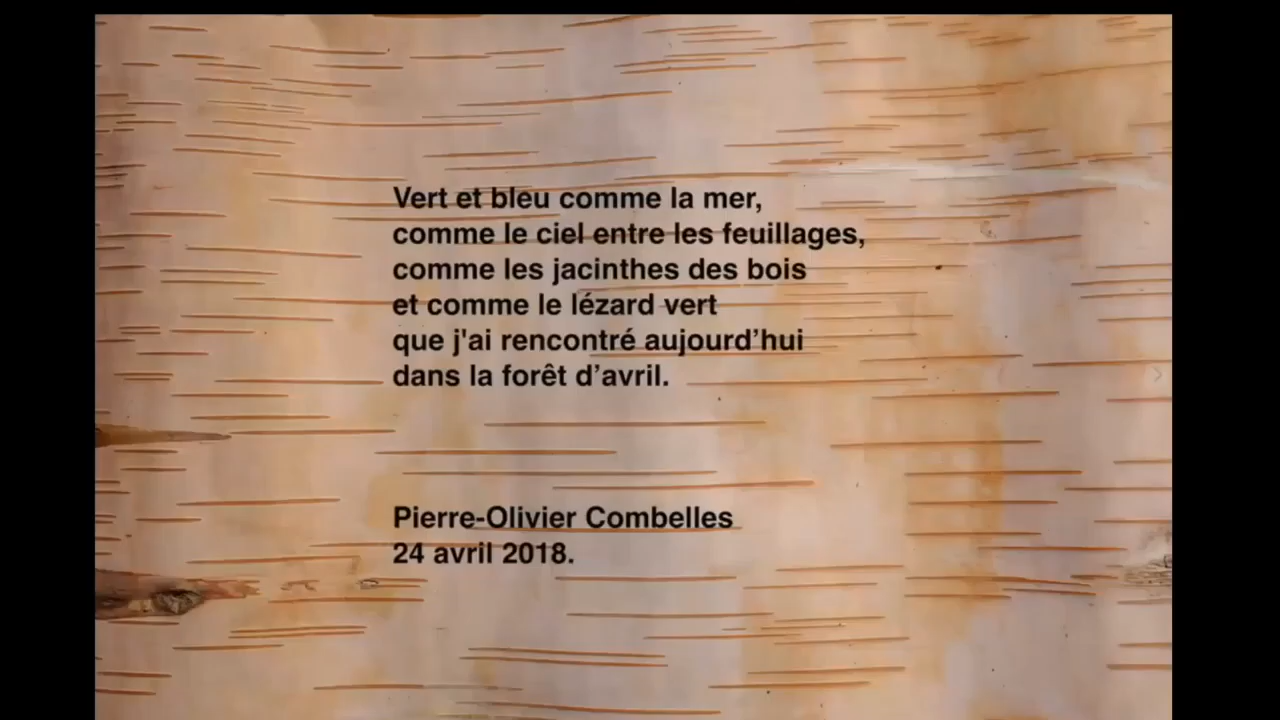 Vert et bleu comme la mer,
comme le ciel entre les feuillages,
comme les jacinthes des bois
et comme le lézard vert
que j'ai rencontré aujourd’hui
dans la forêt d’avril.
Pierre-Olivier Combelles
24 avril 2018.